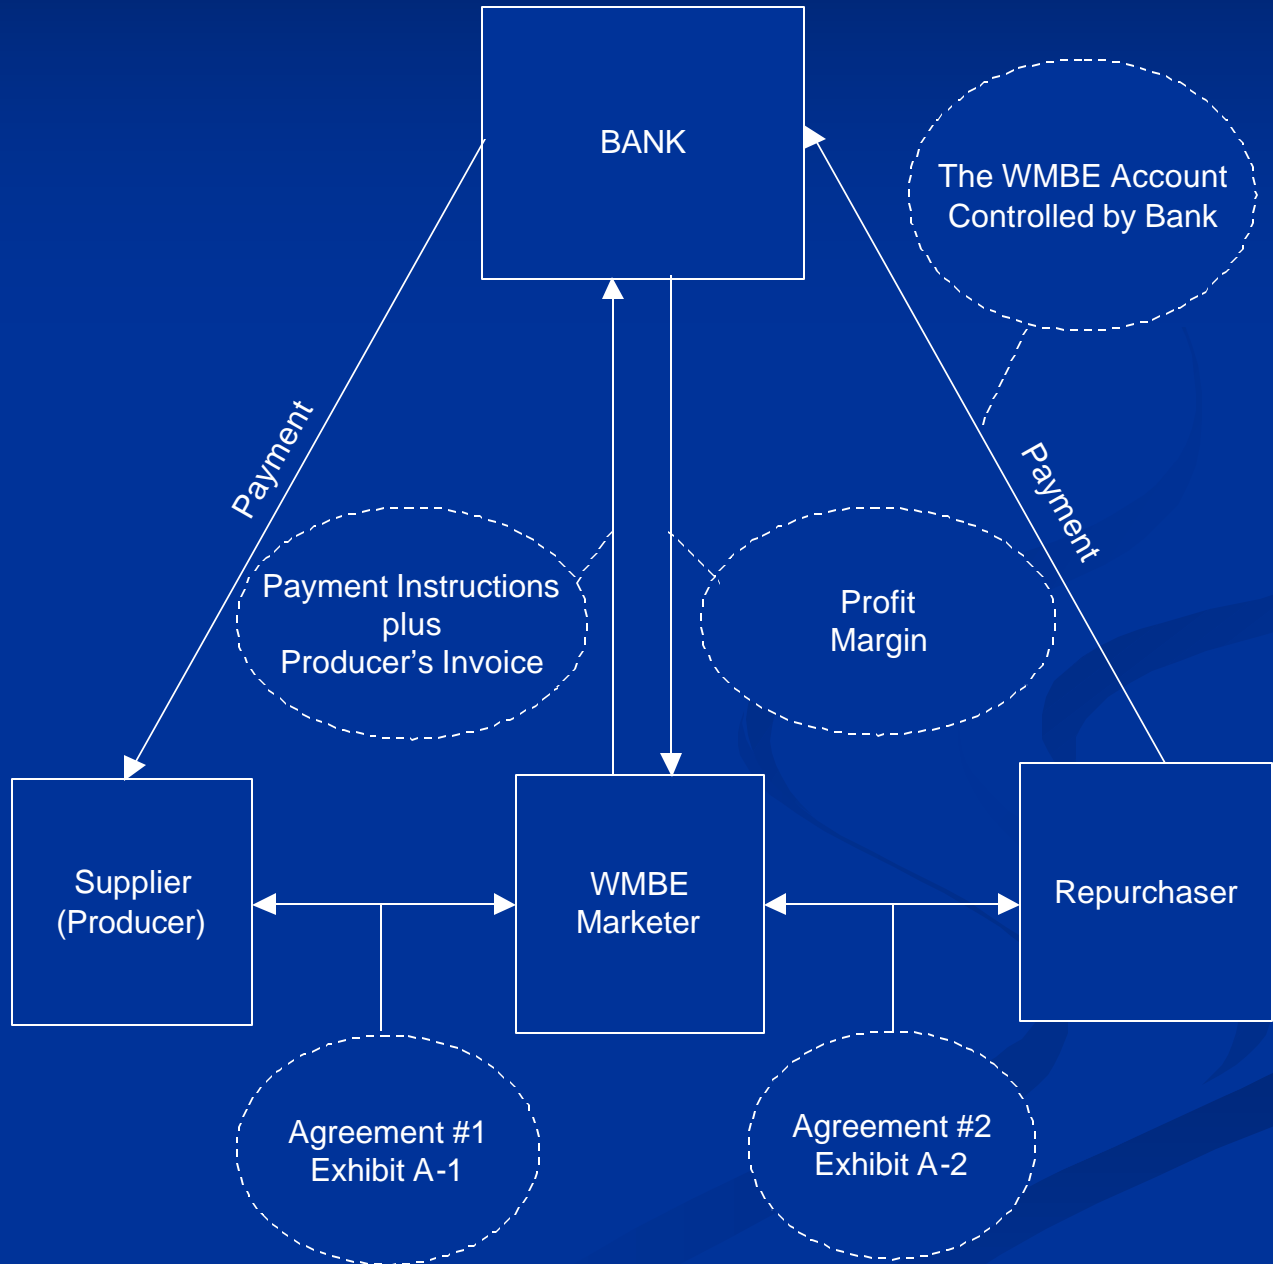 BANK
The WMBE Account
Controlled by Bank
Payment
Payment
Payment Instructions
plus
Producer’s Invoice
Profit
Margin
Supplier
(Producer)
WMBE
Marketer
Repurchaser
Agreement #1
Exhibit A-1
Agreement #2
Exhibit A-2